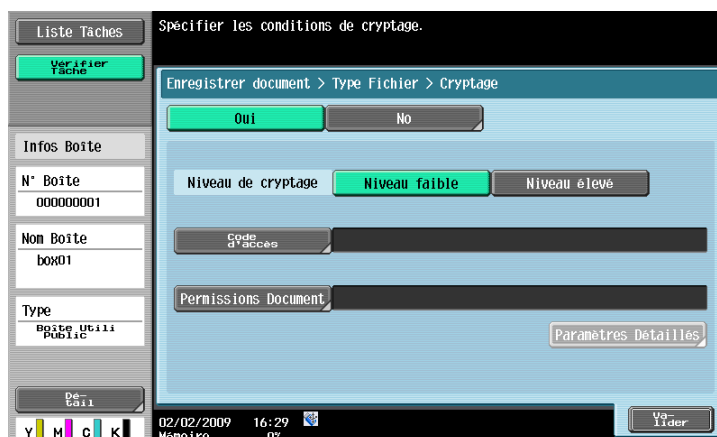 Liste Tâches
Spécifier les conditions de cryptage.
Vérifier
Tâche
Enregistrer document > Type Fichier > Cryptage
Oui
No
Infos Boîte
N° Boîte
000000001
Niveau de cryptage
Niveau faible
Niveau élevé
Nom Boîte
box01
Code
d'accès
Permissions Document
Type
Boîte Utili
Public
Paramètres Détaillés
Dé-
tail
Y M C K
02/02/2009 16:29
Mémoire 0%
Va-
lider